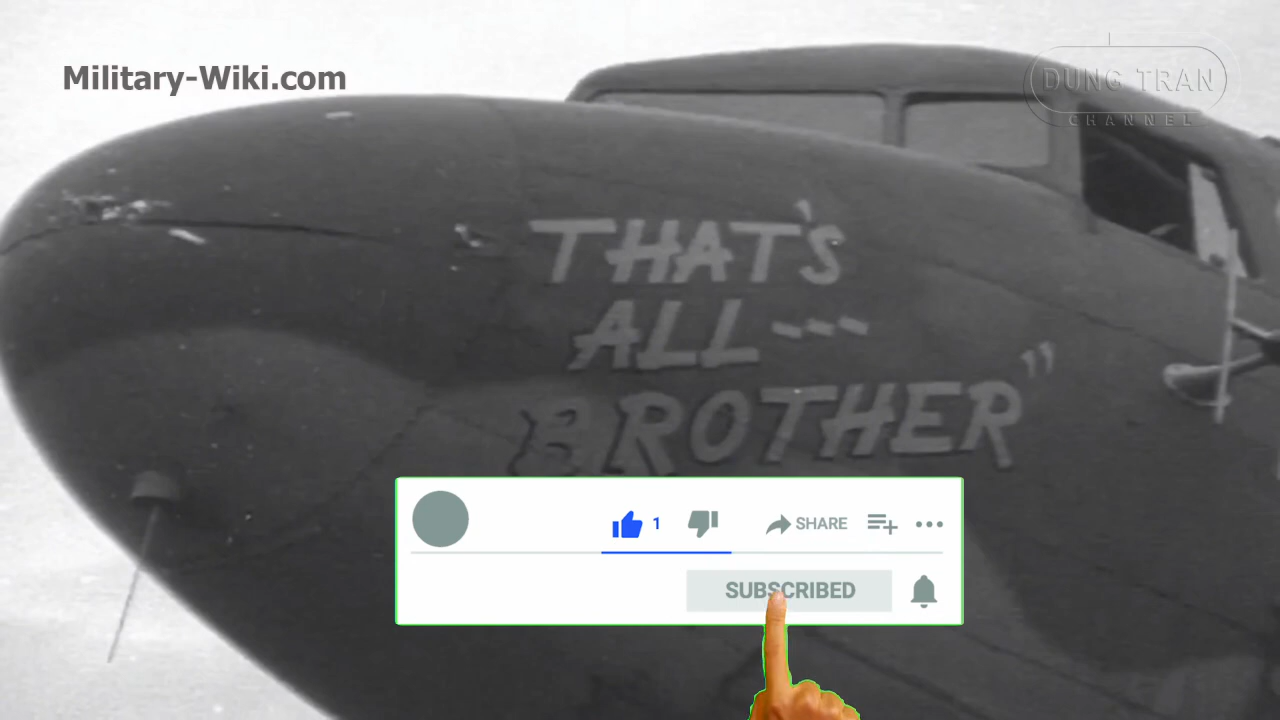 Military-Wiki.com
DUNG TRAN
CHANNEL
THAT'S
ALL---
BROTHER"
1
SHARE
SUBSCRIBED